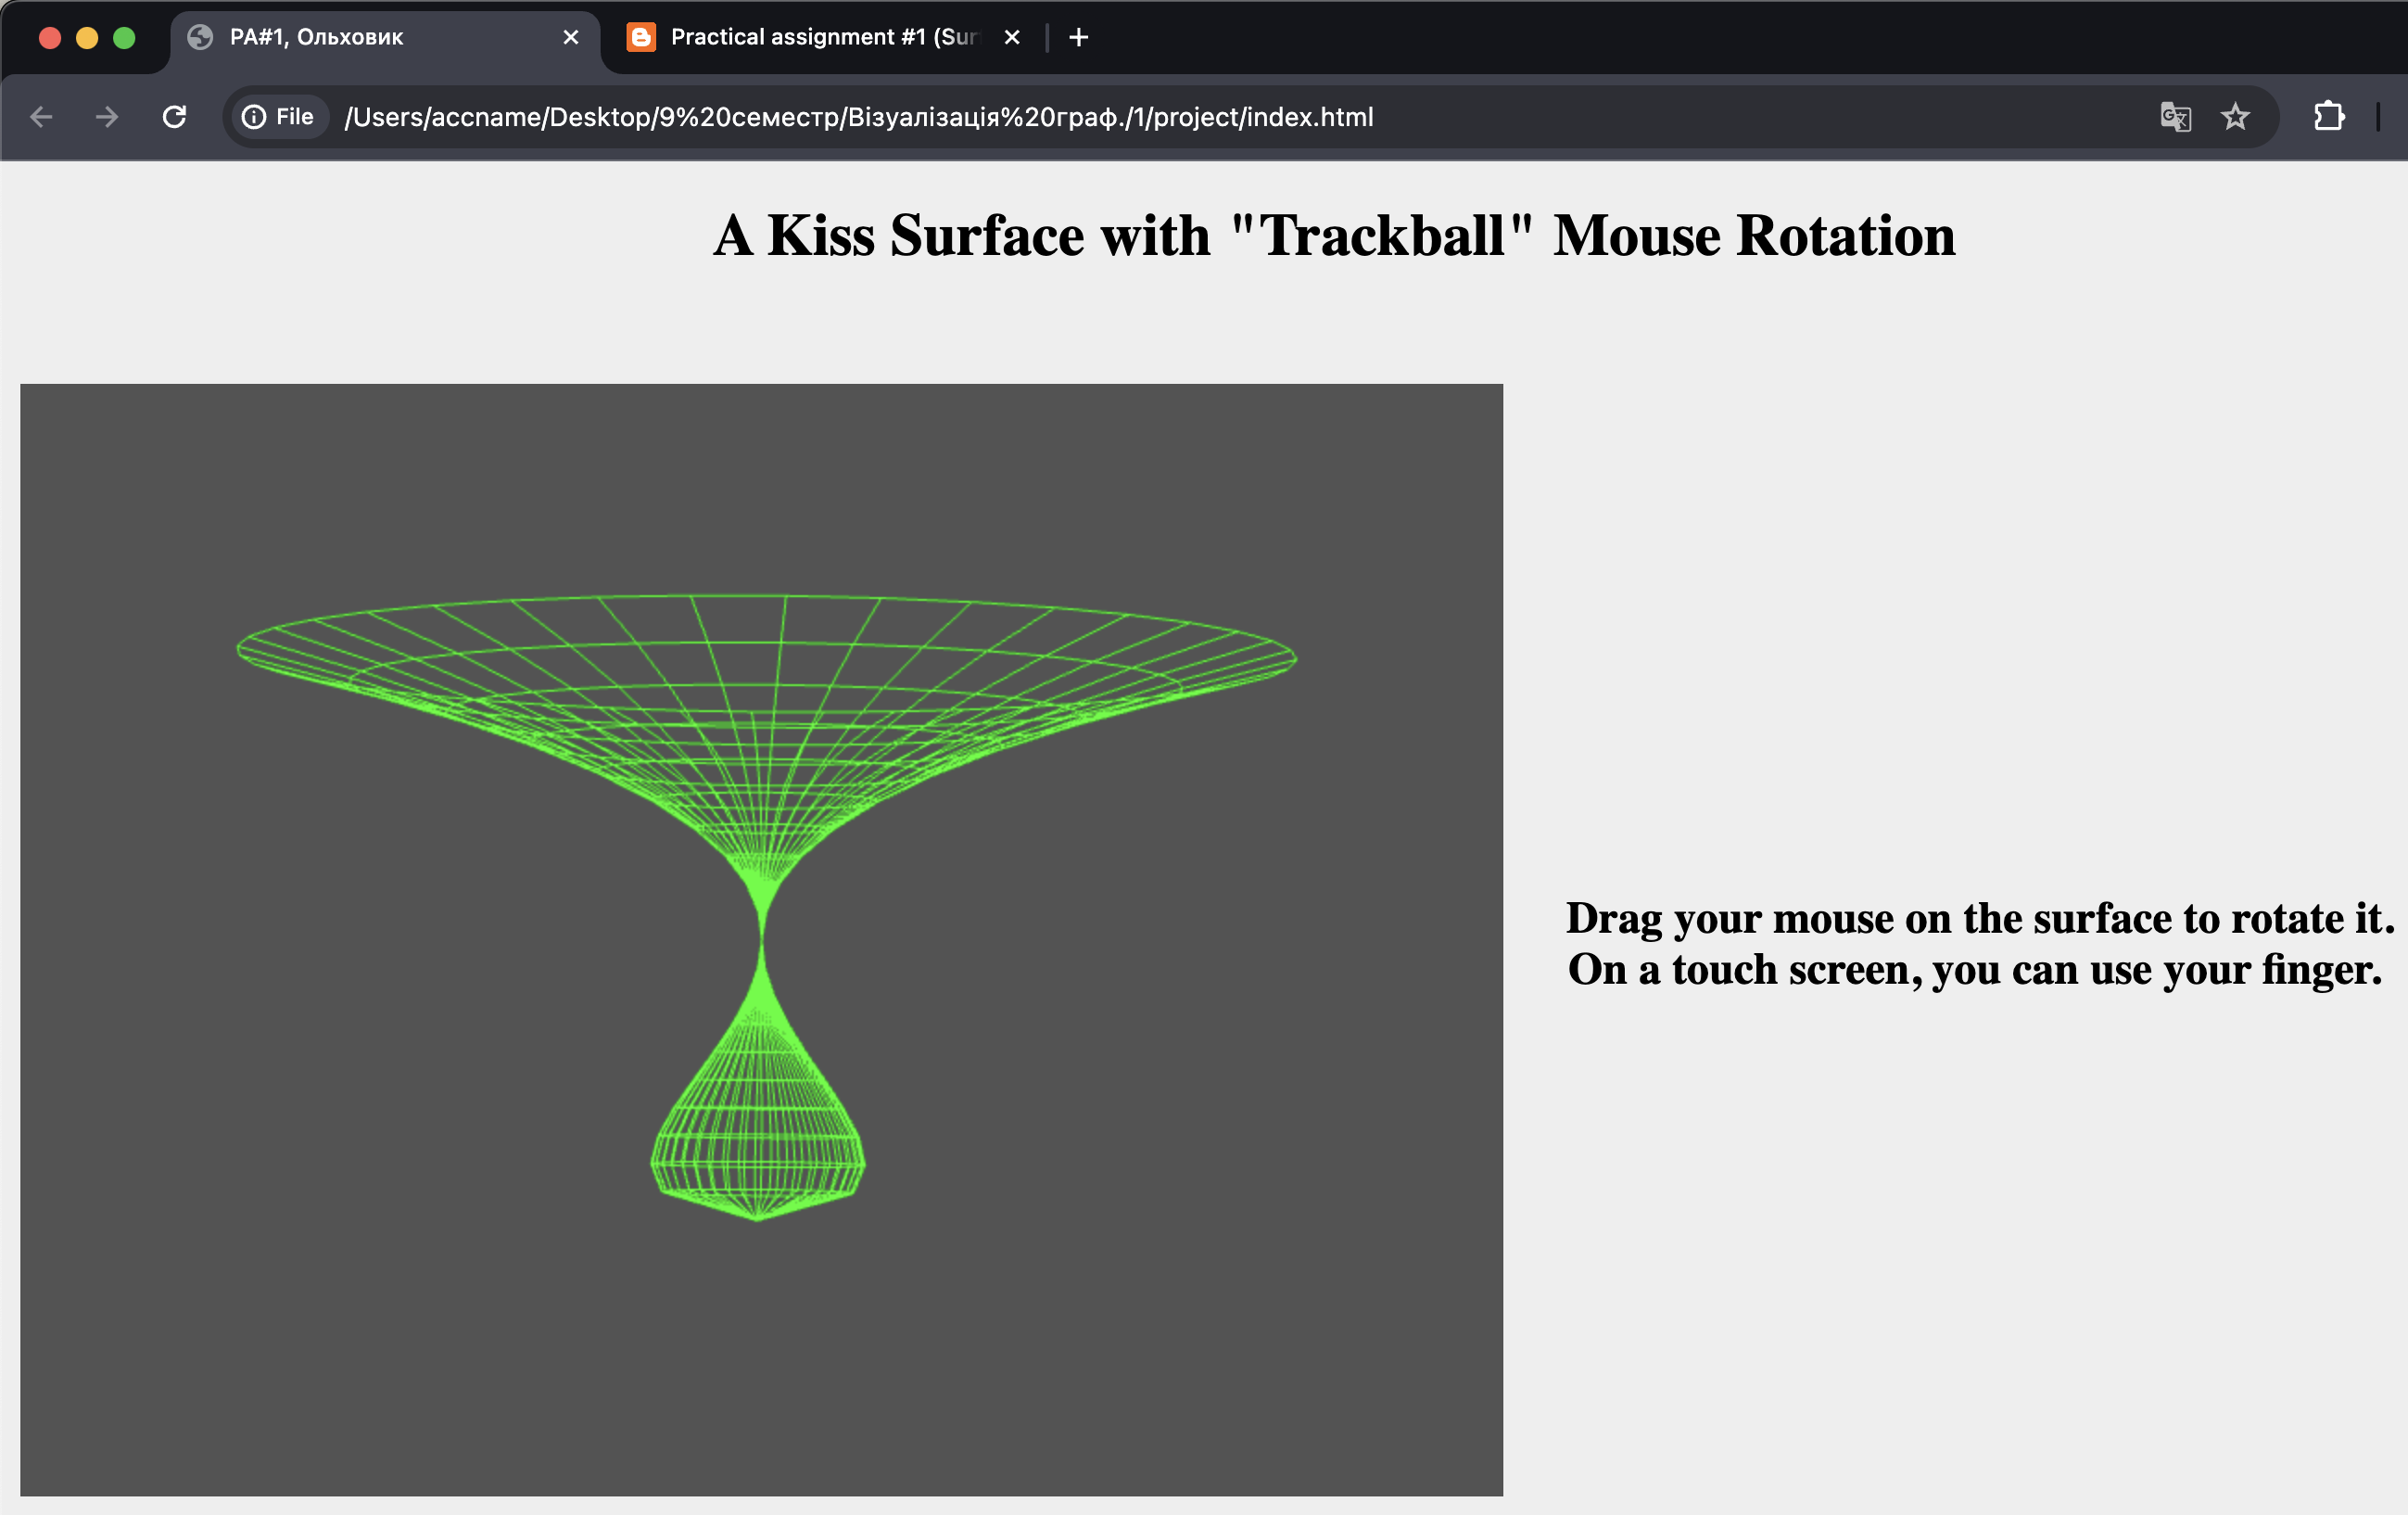 PA#1, Ольховик
Practical assignment #1 (Sur
File
/Users/accname/Desktop/9%20семестр/Візуалізація%20граф./1/project/index.html
A Kiss Surface with "Trackball" Mouse Rotation
Drag your mouse on the surface to rotate it.
On a touch screen, you can use your finger.